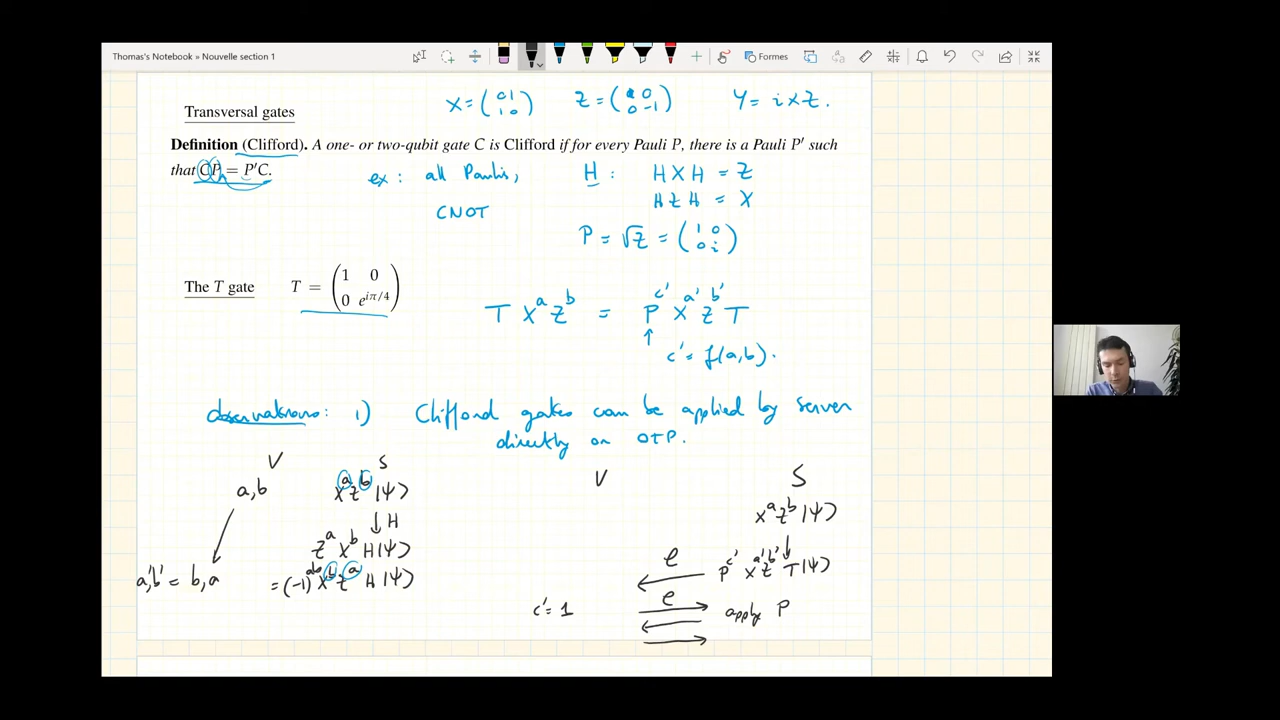 Thomas's Notebook » Nouvelle section 1
Formes
Transversal gates
X = (0 1 1 0) Z = (1 0 0 -1) Y = i X Z.
Definition (Clifford). A one- or two-qubit gate C is Clifford if for every Pauli P, there is a Pauli P′ such
that CP = P′C.
ex: all Paulis, H: HXH = Z
HZH = X
CNOT
P = √Z = (1 0 0 i)
The T gate T = (1 0 0 e^{iπ/4})
T X^a Z^b = P^{c'} X^{a'} Z^{b'} T
↑ c' = f(a,b).
observations: 1) Clifford gates can be applied by server
directly on OTP.
V S
a,b X^a Z^b |ψ⟩
↓ H
Z^a X^b H|ψ⟩
a',b' = b,a = (-1)^{ab} X^b Z^a H|ψ⟩
V S
X^a Z^b |ψ⟩
e P^{c'} X^{a'} Z^{b'} T|ψ⟩
c' = 1 e apply P